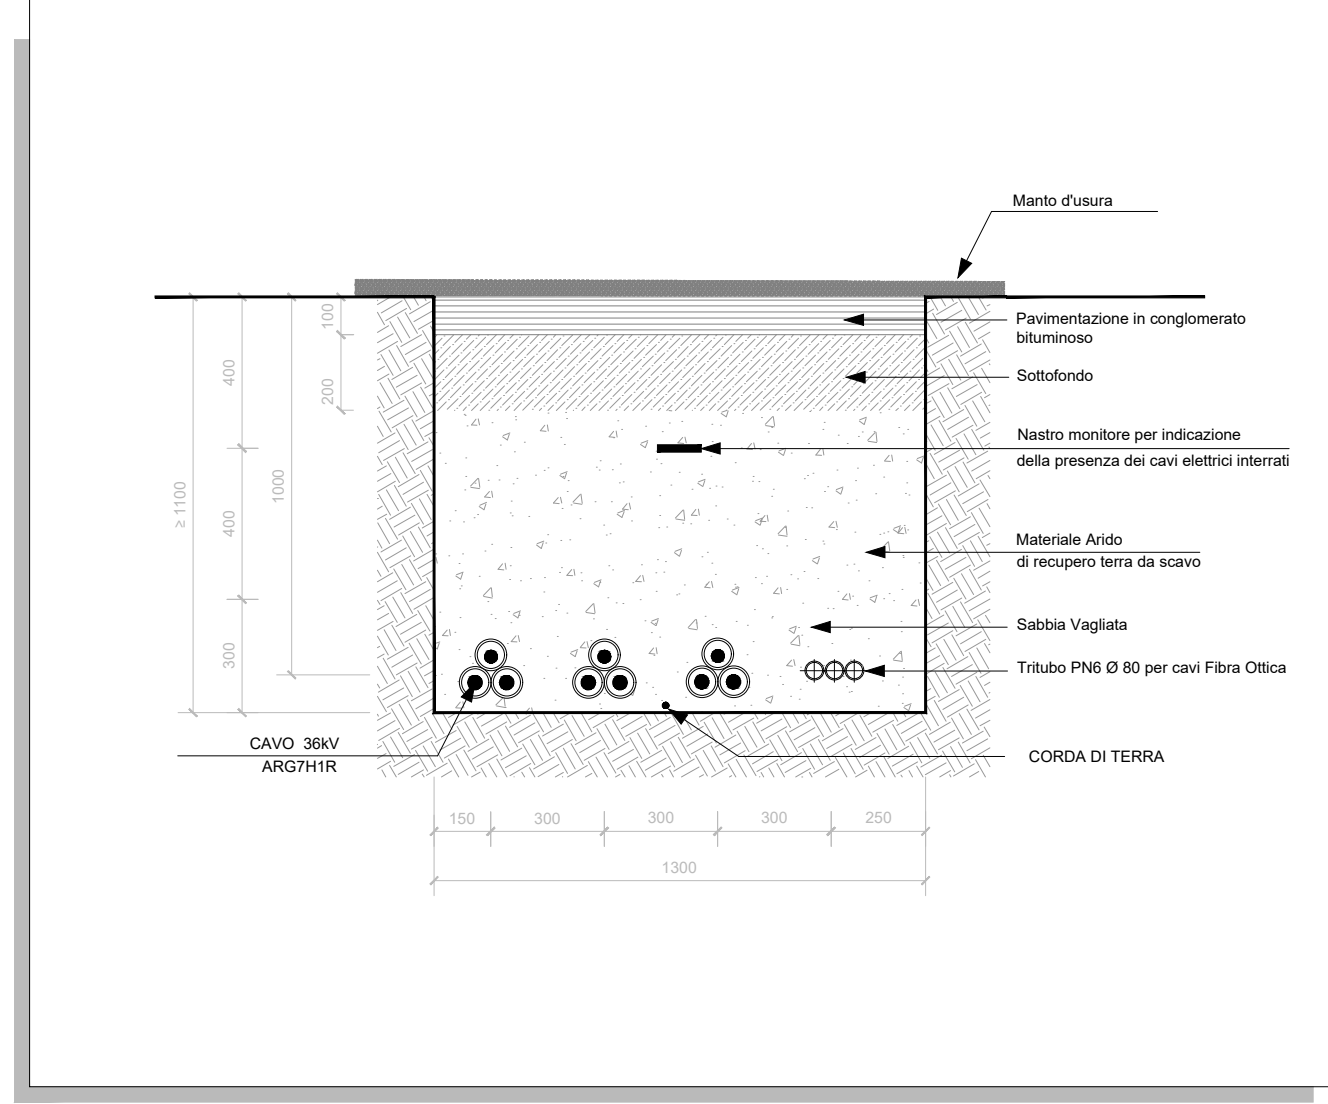 Manto d'usura
Pavimentazione in conglomerato
bituminoso
Sottofondo
Nastro monitore per indicazione
della presenza dei cavi elettrici interrati
Materiale Arido
di recupero terra da scavo
Sabbia Vagliata
Tritubo PN6 Ø 80 per cavi Fibra Ottica
CORDA DI TERRA
CAVO 36kV
ARG7H1R
100
200
400
400
300
1000
≥ 1100
150
300
300
300
250
1300